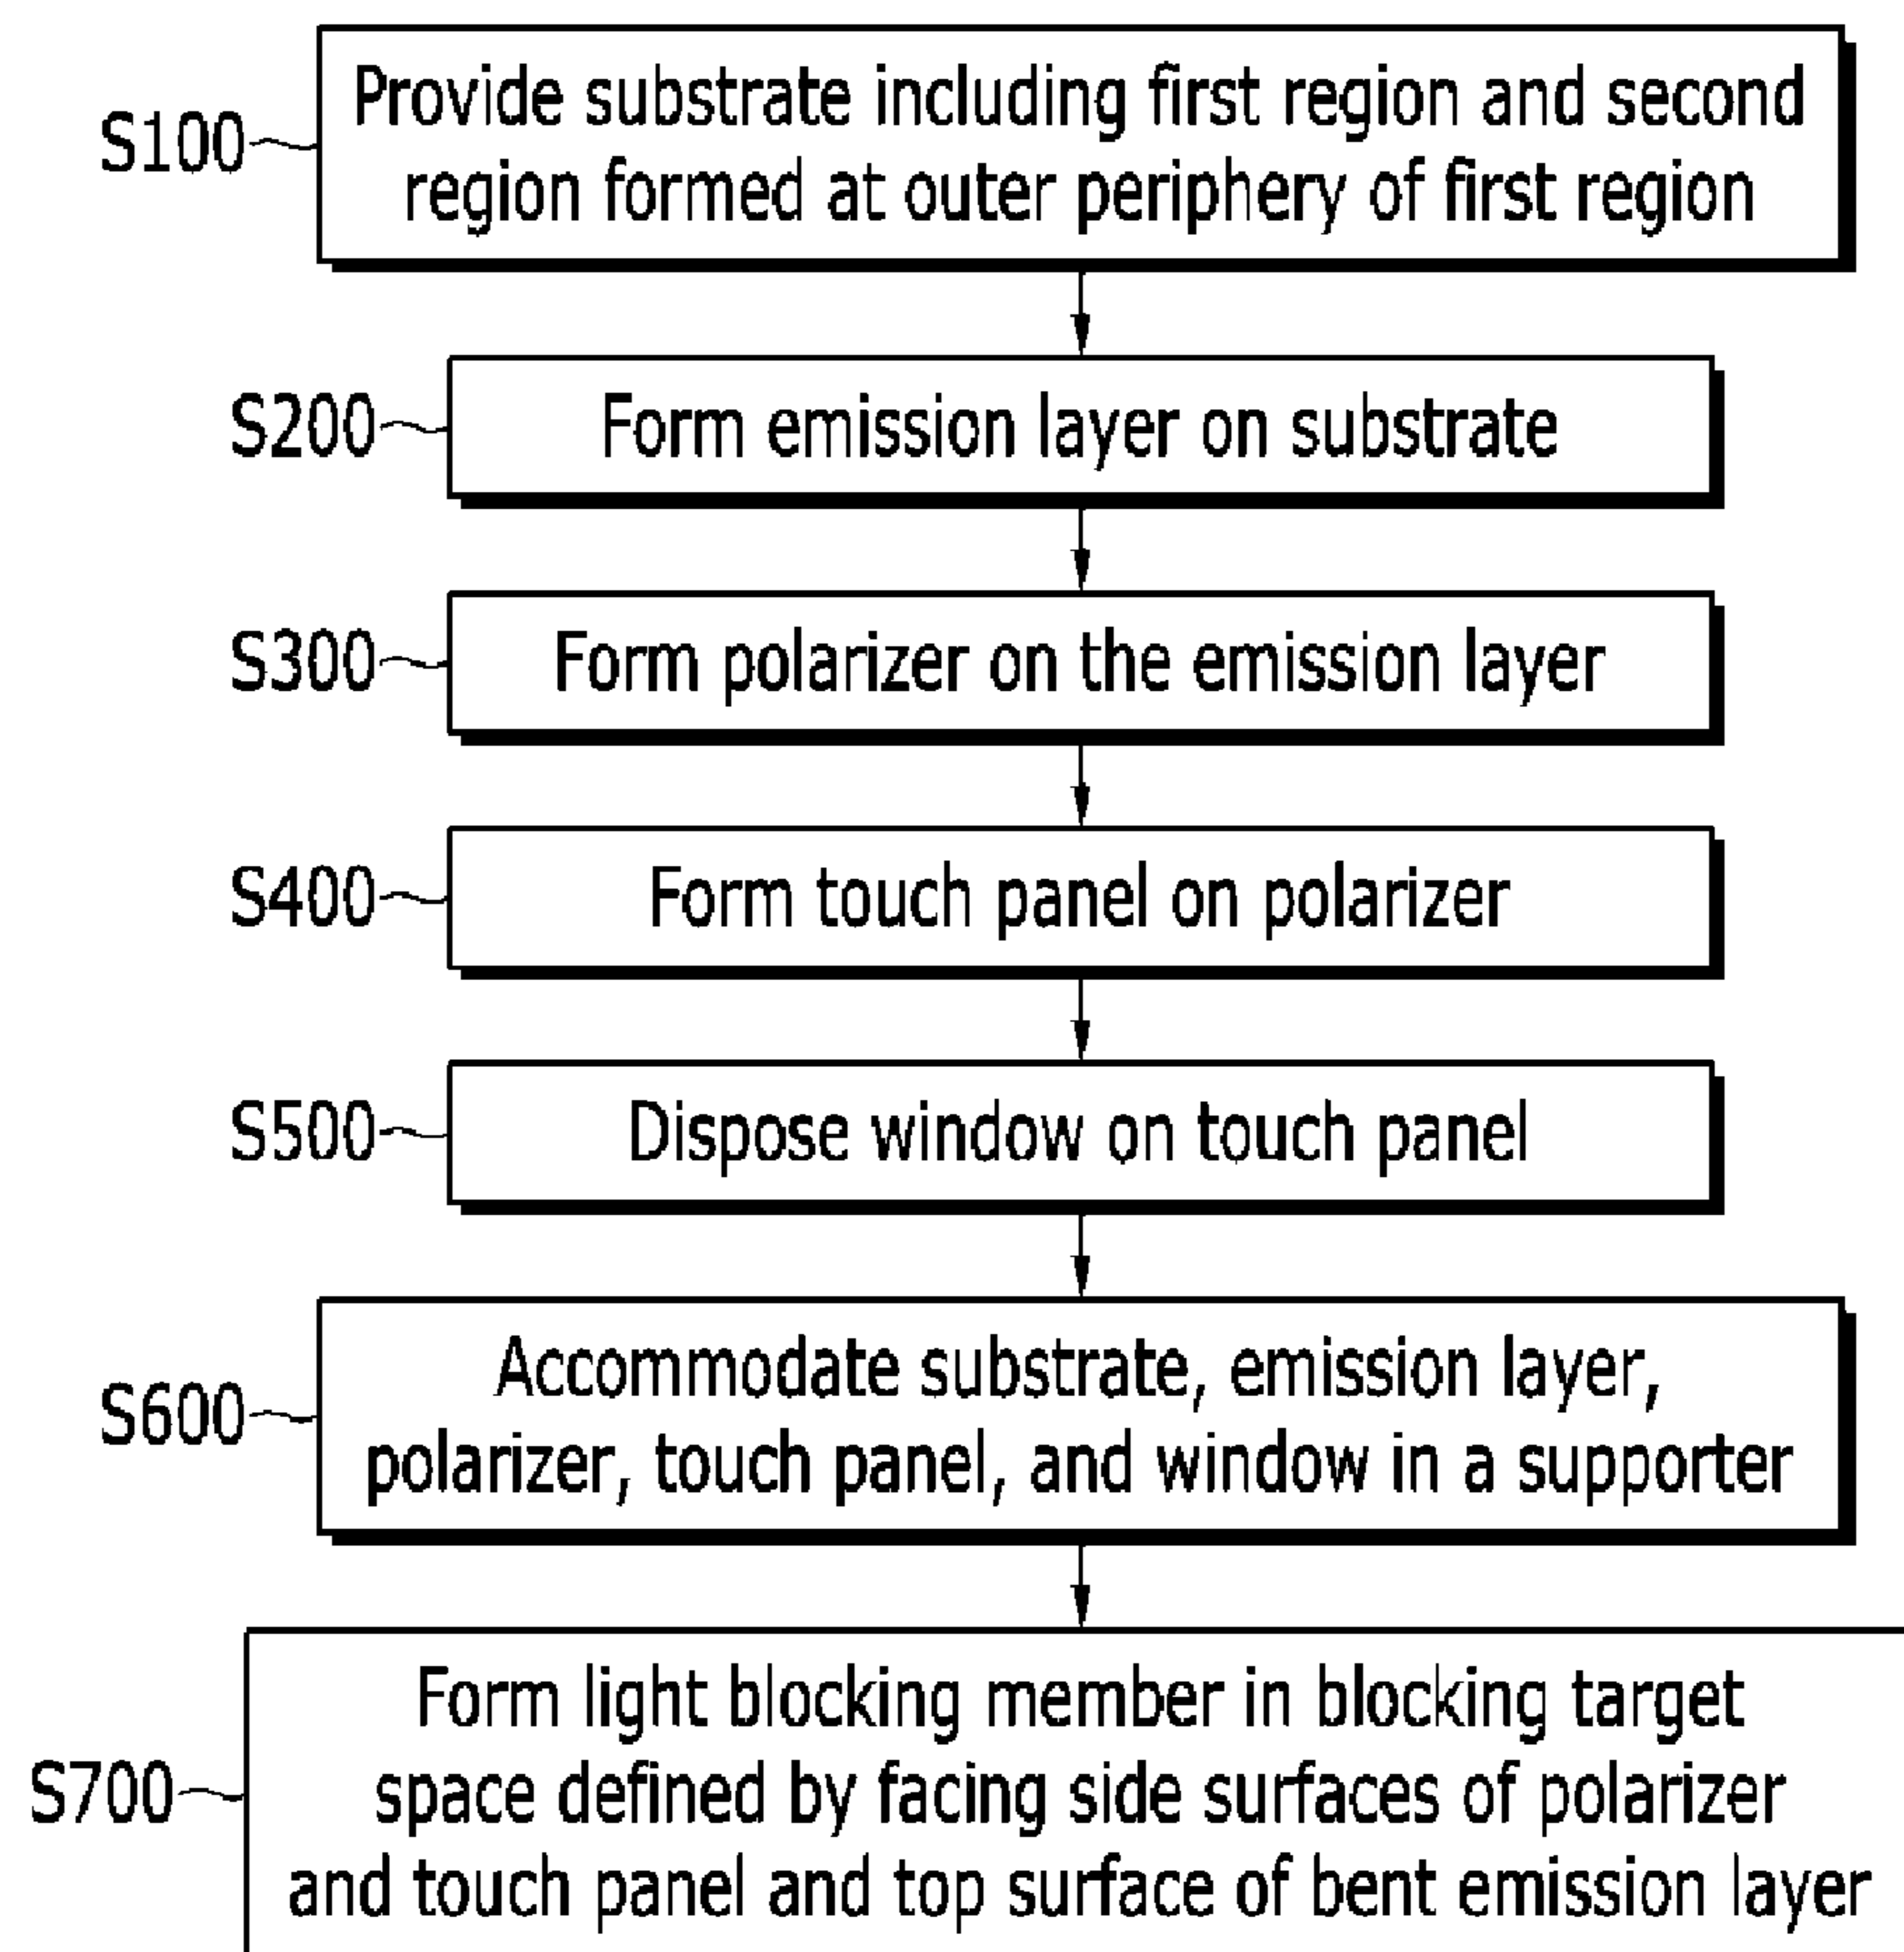 S100
Provide substrate including first region and second
region formed at outer periphery of first region
S200
Form emission layer on substrate
S300
Form polarizer on the emission layer
S400
Form touch panel on polarizer
S500
Dispose window on touch panel
S600
Accommodate substrate, emission layer,
polarizer, touch panel, and window in a supporter
S700
Form light blocking member in blocking target
space defined by facing side surfaces of polarizer
and touch panel and top surface of bent emission layer